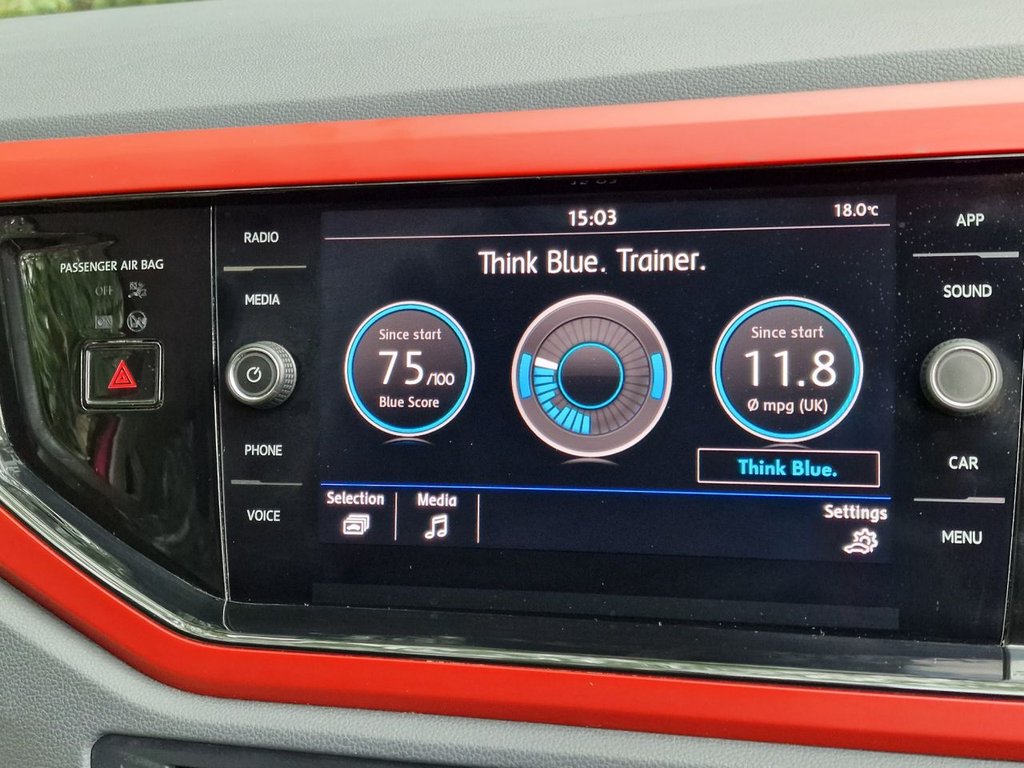 15:03
18.0°C
RADIO
APP
PASSENGER AIR BAG
OFF
Think Blue. Trainer.
MEDIA
SOUND
Since start
75/100
Blue Score
Since start
11.8
Ø mpg (UK)
PHONE
CAR
Think Blue.
VOICE
Selection
Media
Settings
MENU